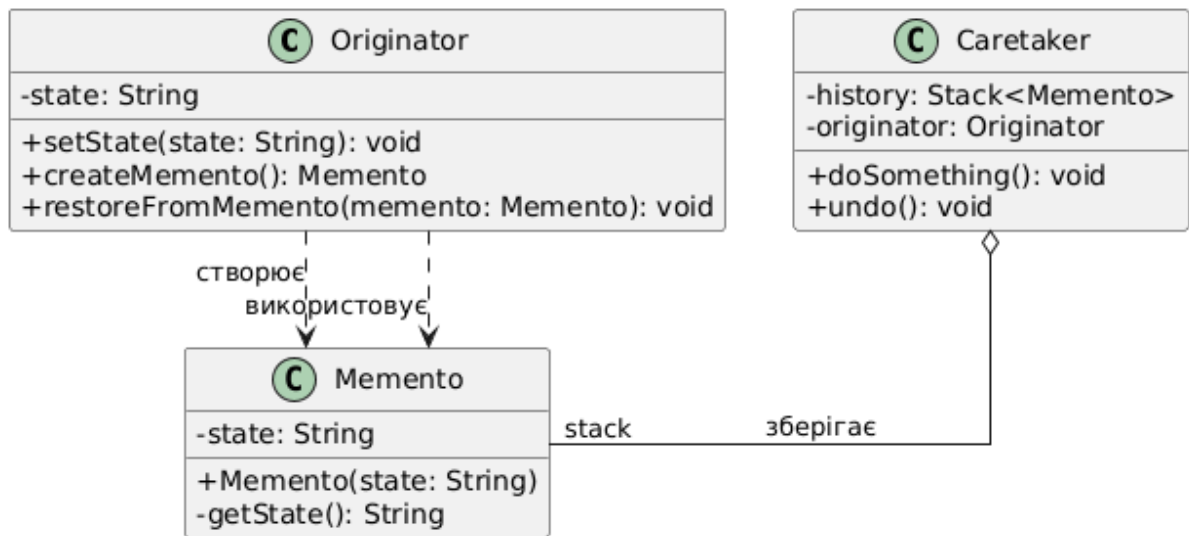 C Originator
-state: String
+setState(state: String): void
+createMemento(): Memento
+restoreFromMemento(memento: Memento): void
C Caretaker
-history: Stack<Memento>
-originator: Originator
+doSomething(): void
+undo(): void
створює
використовує
C Memento
-state: String
+Memento(state: String)
-getState(): String
stack
зберігає